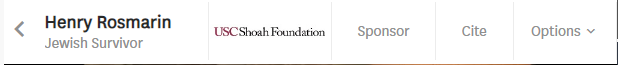 Henry Rosmarin
Jewish Survivor
USC Shoah Foundation
Sponsor
Cite
Options